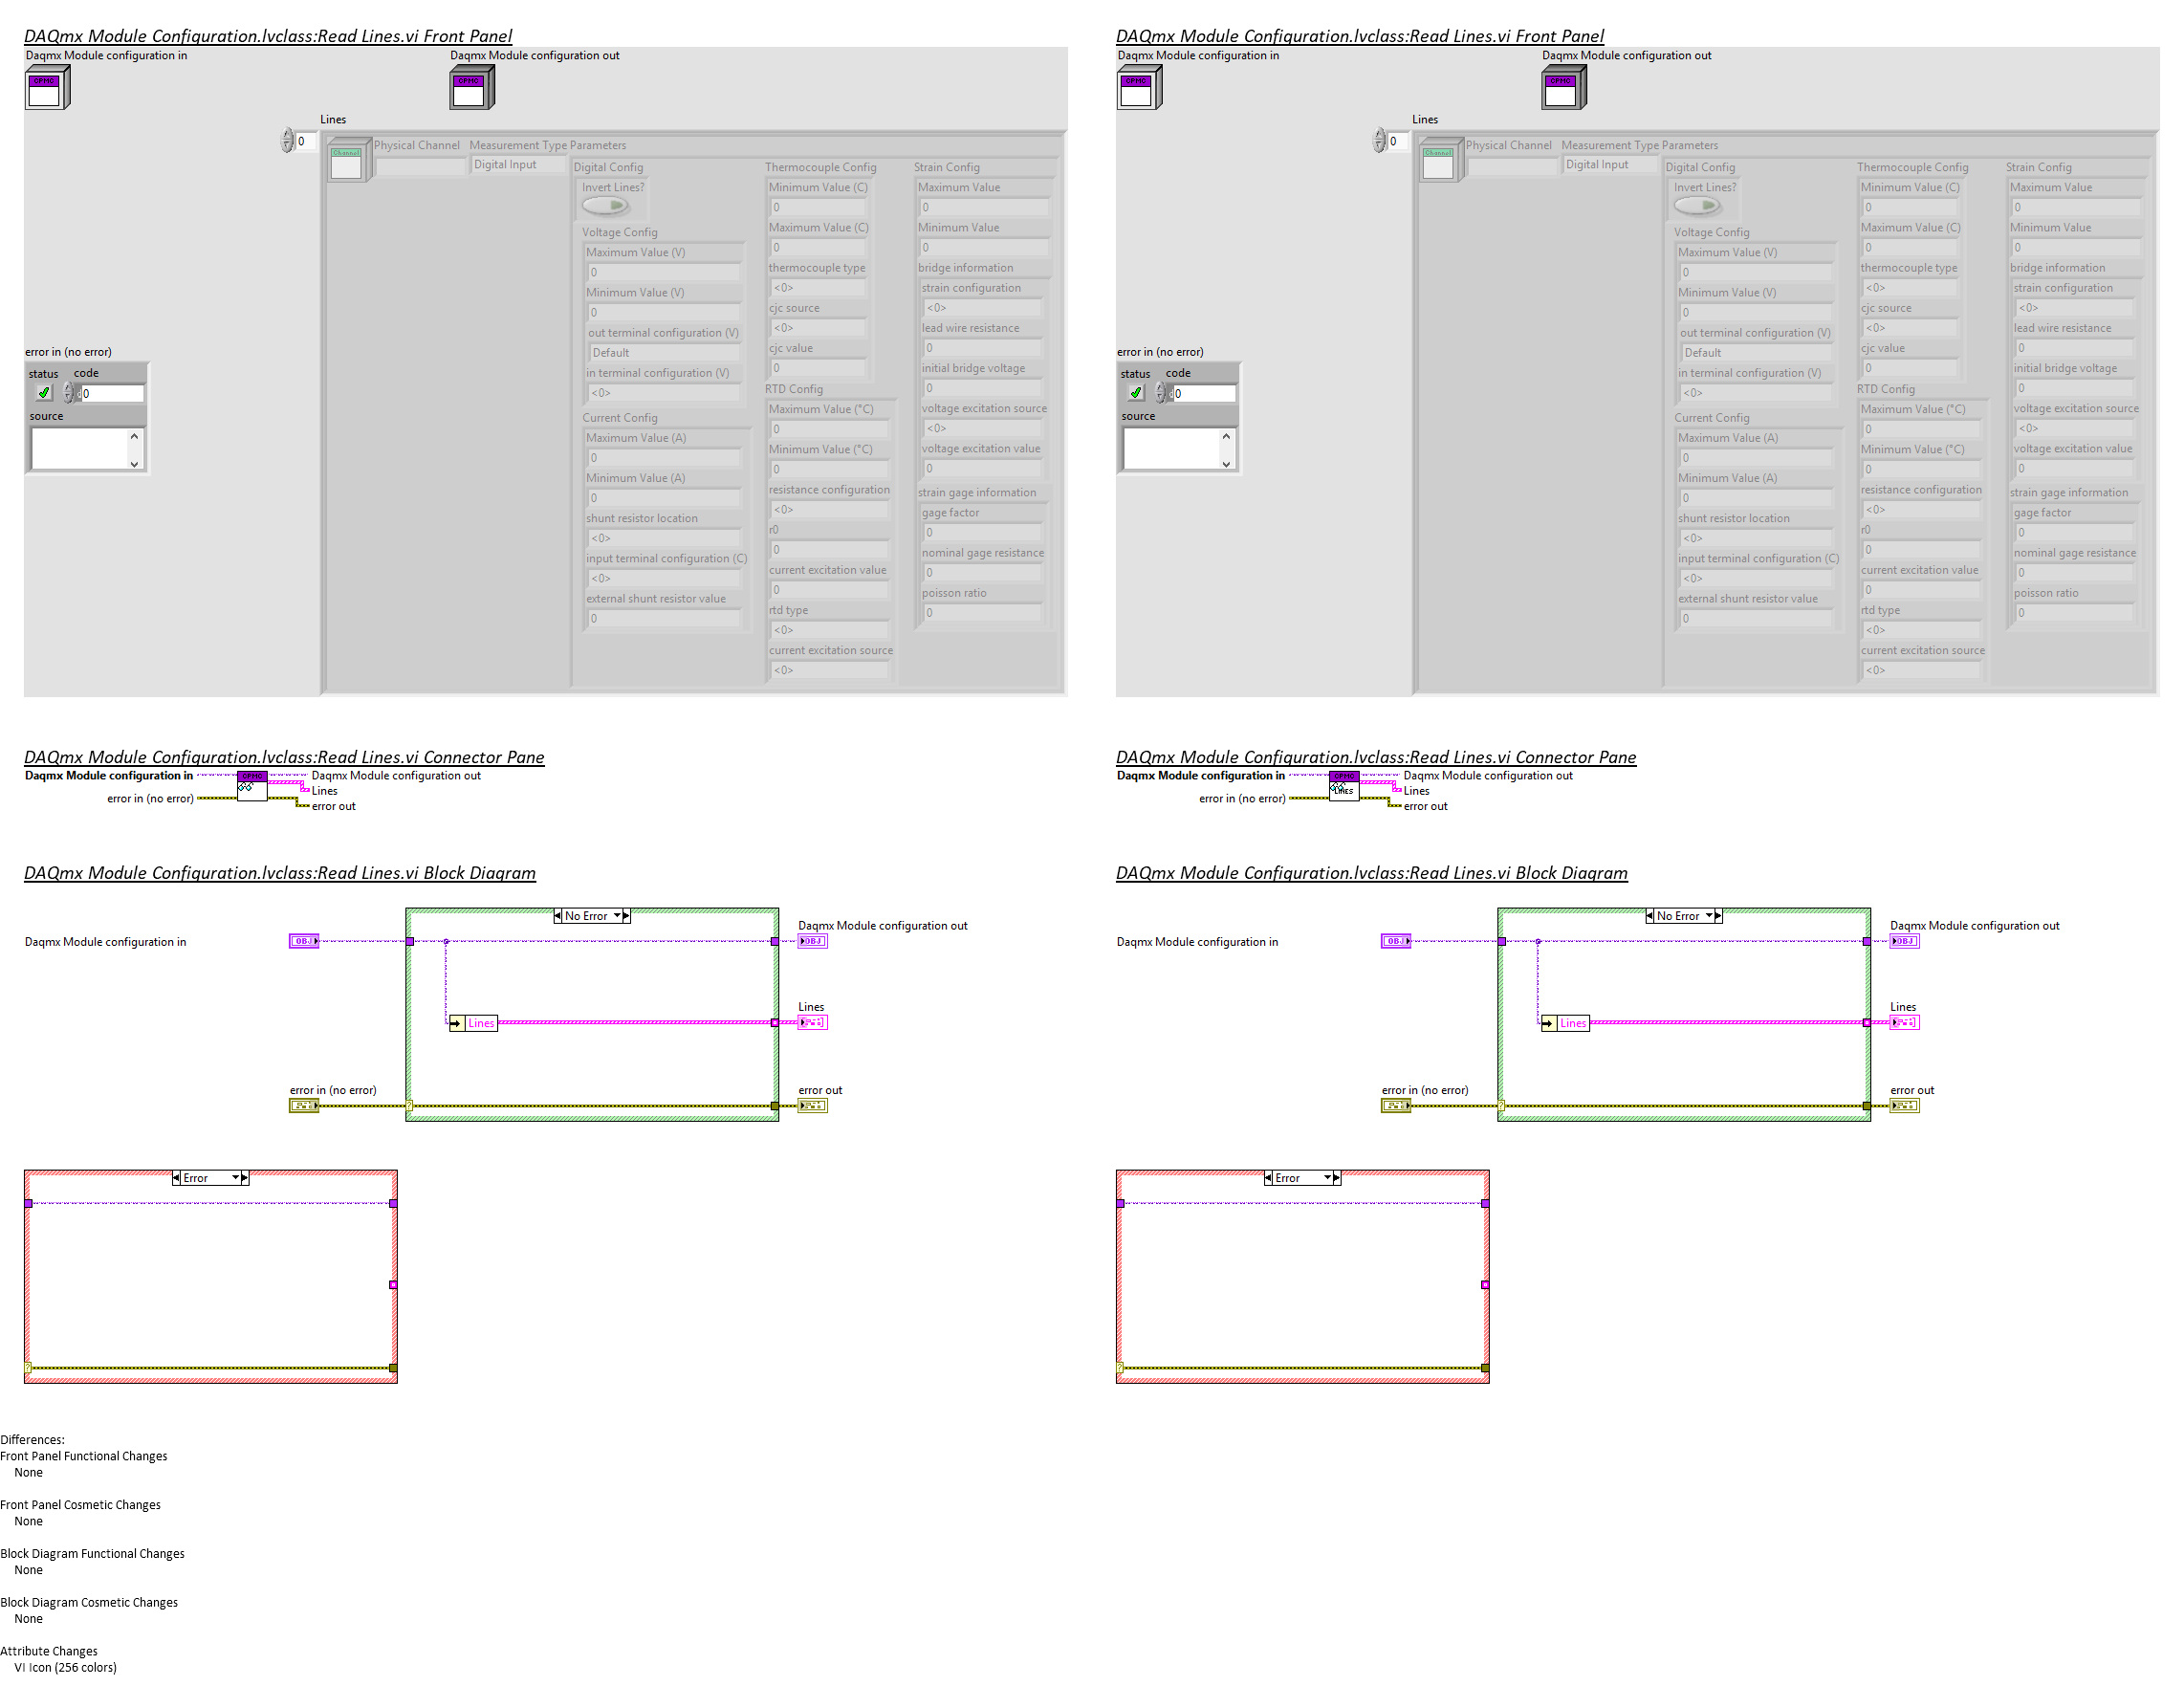 DAQmx Module Configuration.lvclass:Read Lines.vi Front Panel
Daqmx Module configuration in
Daqmx Module configuration out
CPMC
CPMC
Lines
0
Channel
Physical Channel
Measurement Type
Parameters
Digital Input
Digital Config
Invert Lines?
Voltage Config
Maximum Value (V)
0
Minimum Value (V)
0
out terminal configuration (V)
Default
in terminal configuration (V)
<0>
Current Config
Maximum Value (A)
0
Minimum Value (A)
0
shunt resistor location
<0>
input terminal configuration (C)
<0>
external shunt resistor value
0
Thermocouple Config
Minimum Value (C)
0
Maximum Value (C)
0
thermocouple type
<0>
cjc source
<0>
cjc value
0
RTD Config
Maximum Value (°C)
0
Minimum Value (°C)
0
resistance configuration
<0>
r0
0
current excitation value
0
rtd type
<0>
current excitation source
<0>
Strain Config
Maximum Value
0
Minimum Value
0
bridge information
strain configuration
<0>
lead wire resistance
0
initial bridge voltage
0
voltage excitation source
<0>
voltage excitation value
0
strain gage information
gage factor
0
nominal gage resistance
0
poisson ratio
0
error in (no error)
status
code
0
source
DAQmx Module Configuration.lvclass:Read Lines.vi Connector Pane
Daqmx Module configuration in
CPMC
Daqmx Module configuration out
Lines
error in (no error)
error out
DAQmx Module Configuration.lvclass:Read Lines.vi Block Diagram
No Error
Daqmx Module configuration in
OBJ
Daqmx Module configuration out
OBJ
Lines
Lines
error in (no error)
?
error out
Error
?
DAQmx Module Configuration.lvclass:Read Lines.vi Front Panel
Daqmx Module configuration in
Daqmx Module configuration out
CPMC
CPMC
Lines
0
Channel
Physical Channel
Measurement Type
Parameters
Digital Input
Digital Config
Invert Lines?
Voltage Config
Maximum Value (V)
0
Minimum Value (V)
0
out terminal configuration (V)
Default
in terminal configuration (V)
<0>
Current Config
Maximum Value (A)
0
Minimum Value (A)
0
shunt resistor location
<0>
input terminal configuration (C)
<0>
external shunt resistor value
0
Thermocouple Config
Minimum Value (C)
0
Maximum Value (C)
0
thermocouple type
<0>
cjc source
<0>
cjc value
0
RTD Config
Maximum Value (°C)
0
Minimum Value (°C)
0
resistance configuration
<0>
r0
0
current excitation value
0
rtd type
<0>
current excitation source
<0>
Strain Config
Maximum Value
0
Minimum Value
0
bridge information
strain configuration
<0>
lead wire resistance
0
initial bridge voltage
0
voltage excitation source
<0>
voltage excitation value
0
strain gage information
gage factor
0
nominal gage resistance
0
poisson ratio
0
error in (no error)
status
code
0
source
DAQmx Module Configuration.lvclass:Read Lines.vi Connector Pane
Daqmx Module configuration in
CPMC
LINES
Daqmx Module configuration out
Lines
error in (no error)
error out
DAQmx Module Configuration.lvclass:Read Lines.vi Block Diagram
No Error
Daqmx Module configuration in
OBJ
Daqmx Module configuration out
OBJ
Lines
Lines
error in (no error)
?
error out
Error
?
Differences:
Front Panel Functional Changes
None
Front Panel Cosmetic Changes
None
Block Diagram Functional Changes
None
Block Diagram Cosmetic Changes
None
Attribute Changes
VI Icon (256 colors)